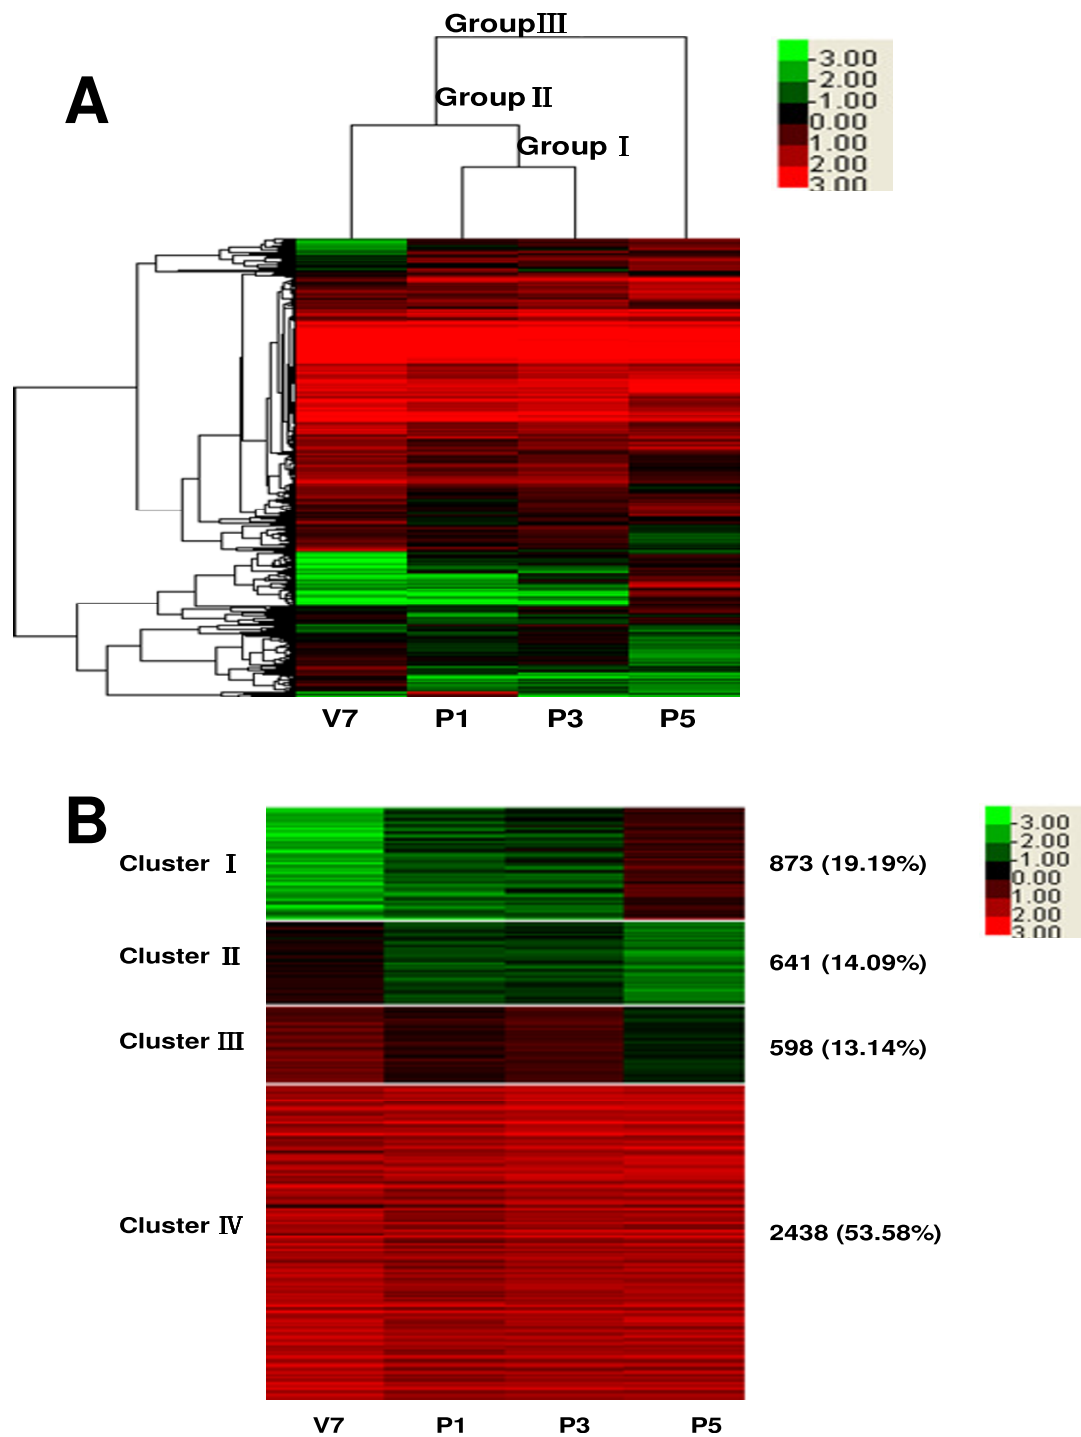 GroupⅢ
A
GroupⅡ
Group Ⅰ
-3.00
-2.00
-1.00
0.00
1.00
2.00
3.00
V7 P1 P3 P5
B
Cluster Ⅰ 873 (19.19%)
Cluster Ⅱ 641 (14.09%)
Cluster Ⅲ 598 (13.14%)
Cluster Ⅳ 2438 (53.58%)
-3.00
-2.00
-1.00
0.00
1.00
2.00
3.00
V7 P1 P3 P5